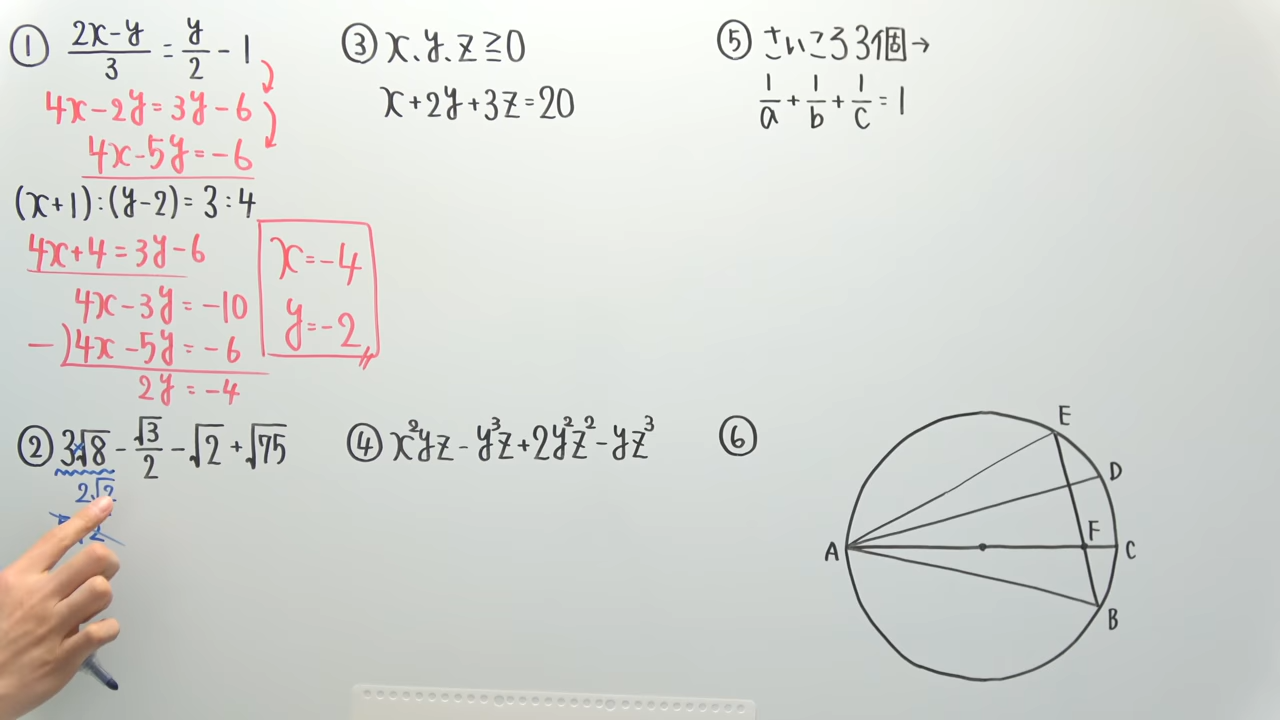 ① (2x-y)/3 = y/2 - 1
4x-2y=3y-6
4x-5y=-6
(x+1):(y-2)=3:4
4x+4=3y-6
4x-3y=-10
-)4x-5y=-6
2y=-4
x=-4
y=-2
② 3√8 - √3/2 - √2 + √75
2√2
③ x.y.z≧0
x+2y+3z=20
④ x²yz - y³z + 2y²z² - yz³
⑤ さいころ3個→
1/a + 1/b + 1/c = 1
⑥
E
D
A
F
C
B